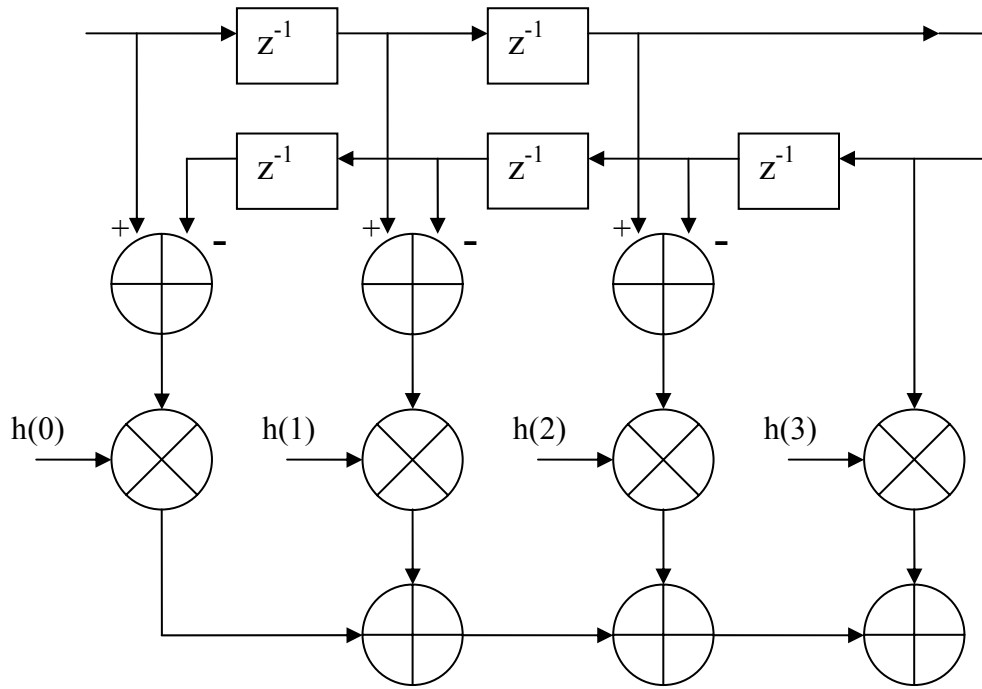 z⁻¹ z⁻¹
z⁻¹ z⁻¹ z⁻¹
+ - + - + -
h(0) h(1) h(2) h(3)